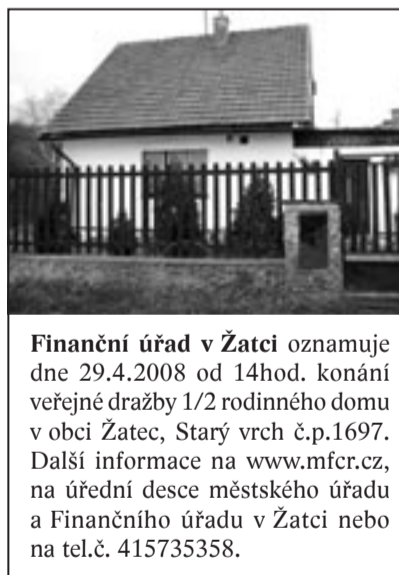 Finanční úřad v Žatci oznamuje
dne 29.4.2008 od 14hod. konání
veřejné dražby 1/2 rodinného domu
v obci Žatec, Starý vrch č.p.1697.
Další informace na www.mfcr.cz,
na úřední desce městského úřadu
a Finančního úřadu v Žatci nebo
na tel.č. 415735358.